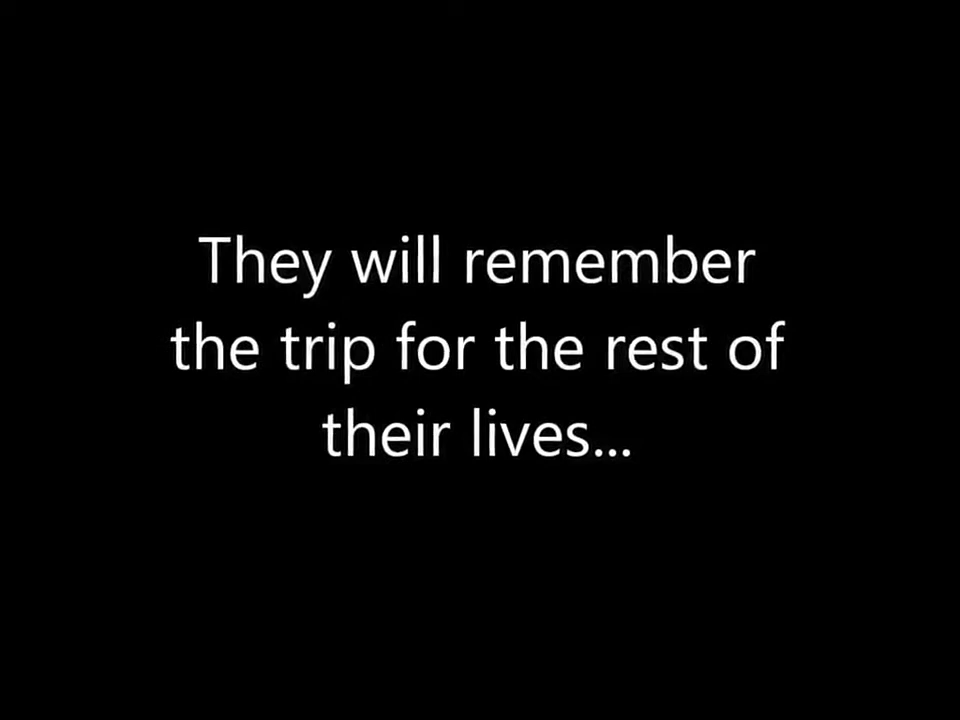 They will remember
the trip for the rest of
their lives...